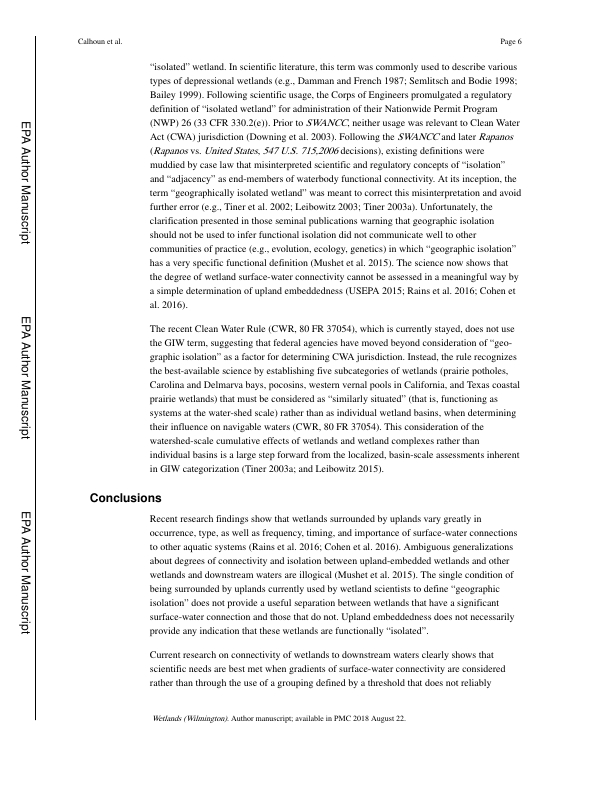 Calhoun et al.
Page 6
“isolated” wetland. In scientific literature, this term was commonly used to describe various
types of depressional wetlands (e.g., Damman and French 1987; Semlitsch and Bodie 1998;
Bailey 1999). Following scientific usage, the Corps of Engineers promulgated a regulatory
definition of “isolated wetland” for administration of their Nationwide Permit Program
(NWP) 26 (33 CFR 330.2(e)). Prior to SWANCC, neither usage was relevant to Clean Water
Act (CWA) jurisdiction (Downing et al. 2003). Following the SWANCC and later Rapanos
(Rapanos vs. United States, 547 U.S. 715,2006 decisions), existing definitions were
muddied by case law that misinterpreted scientific and regulatory concepts of “isolation”
and “adjacency” as end-members of waterbody functional connectivity. At its inception, the
term “geographically isolated wetland” was meant to correct this misinterpretation and avoid
further error (e.g., Tiner et al. 2002; Leibowitz 2003; Tiner 2003a). Unfortunately, the
clarification presented in those seminal publications warning that geographic isolation
should not be used to infer functional isolation did not communicate well to other
communities of practice (e.g., evolution, ecology, genetics) in which “geographic isolation”
has a very specific functional definition (Mushet et al. 2015). The science now shows that
the degree of wetland surface-water connectivity cannot be assessed in a meaningful way by
a simple determination of upland embeddedness (USEPA 2015; Rains et al. 2016; Cohen et
al. 2016).
The recent Clean Water Rule (CWR, 80 FR 37054), which is currently stayed, does not use
the GIW term, suggesting that federal agencies have moved beyond consideration of “geo-
graphic isolation” as a factor for determining CWA jurisdiction. Instead, the rule recognizes
the best-available science by establishing five subcategories of wetlands (prairie potholes,
Carolina and Delmarva bays, pocosins, western vernal pools in California, and Texas coastal
prairie wetlands) that must be considered as “similarly situated” (that is, functioning as
systems at the water-shed scale) rather than as individual wetland basins, when determining
their influence on navigable waters (CWR, 80 FR 37054). This consideration of the
watershed-scale cumulative effects of wetlands and wetland complexes rather than
individual basins is a large step forward from the localized, basin-scale assessments inherent
in GIW categorization (Tiner 2003a; and Leibowitz 2015).
Conclusions
Recent research findings show that wetlands surrounded by uplands vary greatly in
occurrence, type, as well as frequency, timing, and importance of surface-water connections
to other aquatic systems (Rains et al. 2016; Cohen et al. 2016). Ambiguous generalizations
about degrees of connectivity and isolation between upland-embedded wetlands and other
wetlands and downstream waters are illogical (Mushet et al. 2015). The single condition of
being surrounded by uplands currently used by wetland scientists to define “geographic
isolation” does not provide a useful separation between wetlands that have a significant
surface-water connection and those that do not. Upland embeddedness does not necessarily
provide any indication that these wetlands are functionally “isolated”.
Current research on connectivity of wetlands to downstream waters clearly shows that
scientific needs are best met when gradients of surface-water connectivity are considered
rather than through the use of a grouping defined by a threshold that does not reliably
Wetlands (Wilmington). Author manuscript; available in PMC 2018 August 22.
EPA Author Manuscript
EPA Author Manuscript
EPA Author Manuscript